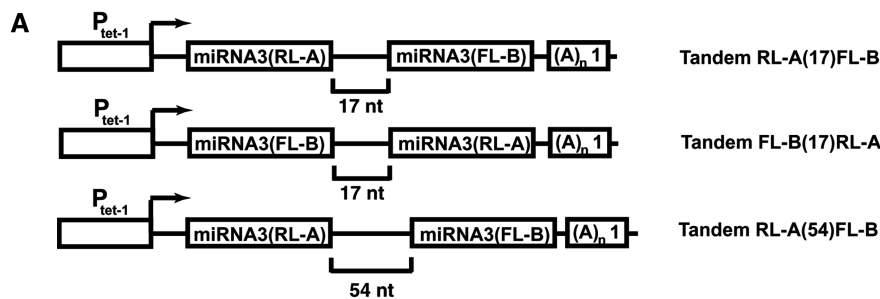 A
Ptet-1
miRNA3(RL-A) miRNA3(FL-B) (A)n 1 Tandem RL-A(17)FL-B
17 nt
Ptet-1
miRNA3(FL-B) miRNA3(RL-A) (A)n 1 Tandem FL-B(17)RL-A
17 nt
Ptet-1
miRNA3(RL-A) miRNA3(FL-B) (A)n 1 Tandem RL-A(54)FL-B
54 nt